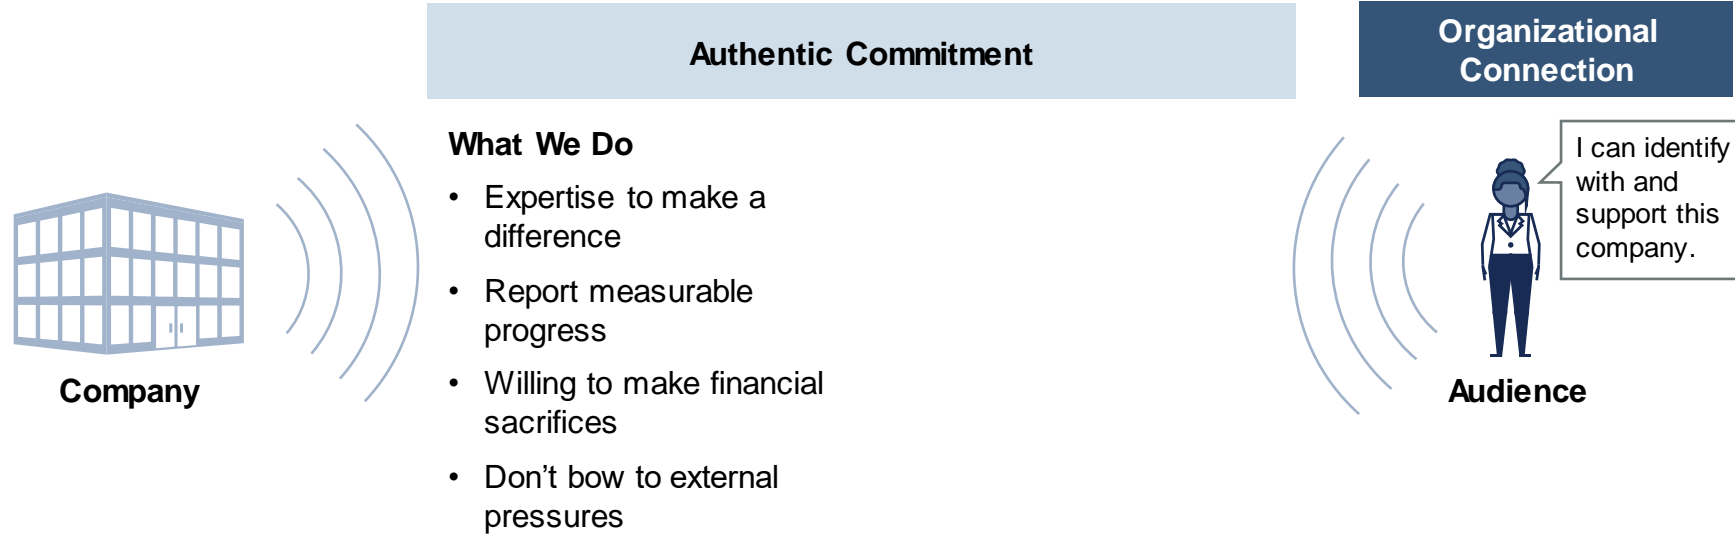 Authentic Commitment
Organizational
Connection
What We Do
• Expertise to make a
difference
• Report measurable
progress
• Willing to make financial
sacrifices
• Don’t bow to external
pressures
Company
I can identify
with and
support this
company.
Audience